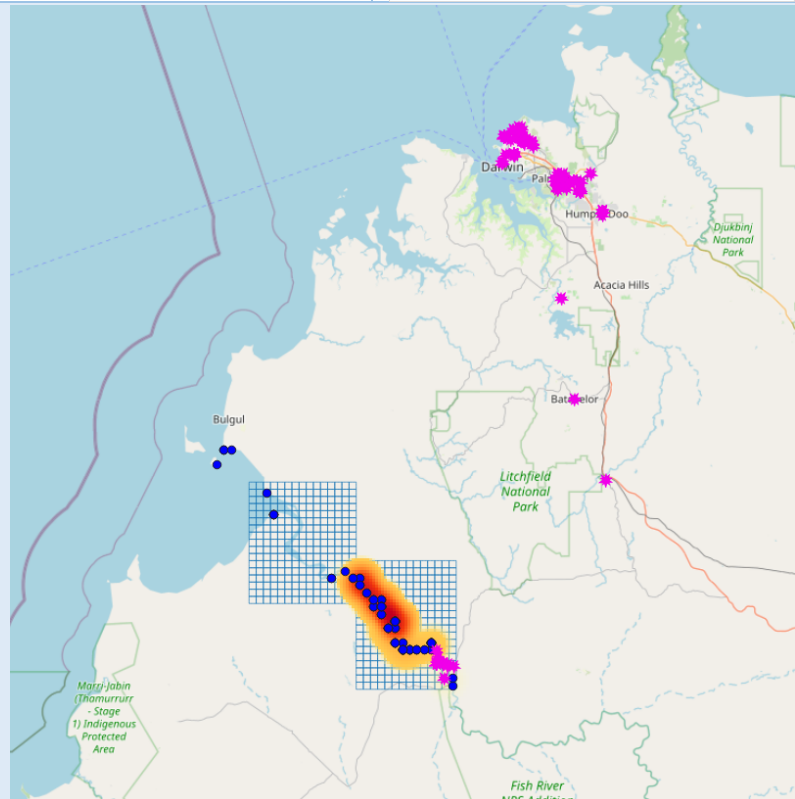 Darwin
Humpty Doo
Djukbinj
National
Park
Acacia Hills
Batchelor
Bulgul
Litchfield
National
Park
Marri-Jabin
(Thamurrurr
- Stage
1) Indigenous
Protected
Area
Fish River